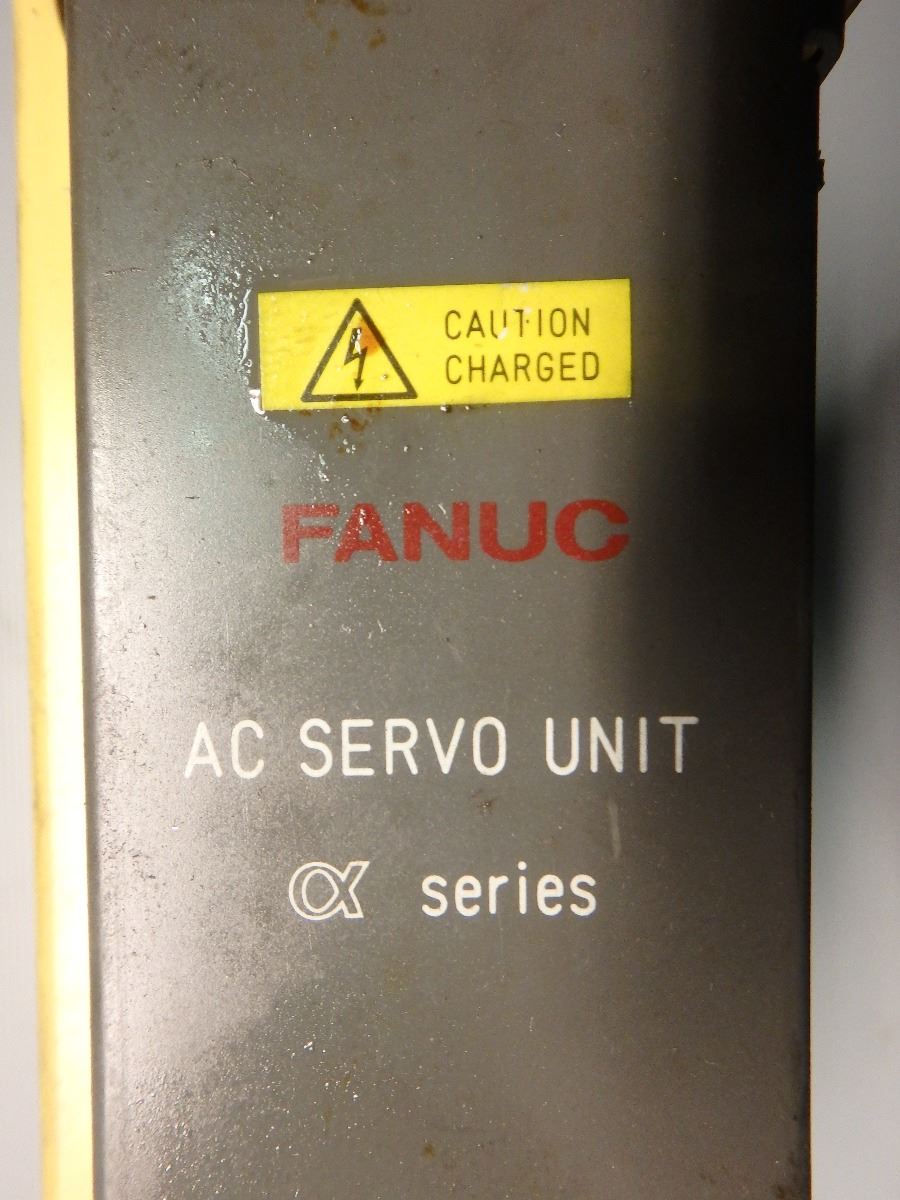 CAUTION
CHARGED
FANUC
AC SERVO UNIT
α series